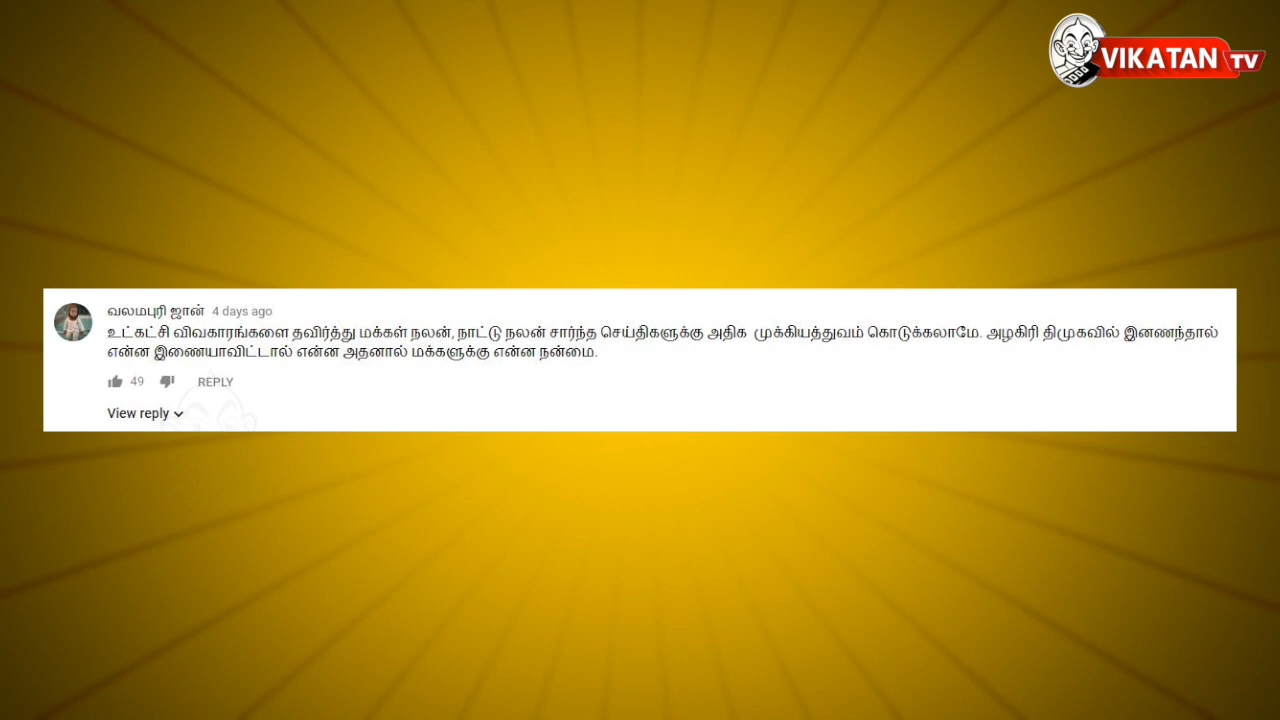 VIKATAN TV
வலம்புரி ஜான் 4 days ago
உட்கட்சி விவகாரங்களை தவிர்த்து மக்கள் நலன், நாட்டு நலன் சார்ந்த செய்திகளுக்கு அதிக முக்கியத்துவம் கொடுக்கலாமே. அழகிரி திமுகவில் இனணந்தால்
என்ன இணையாவிட்டால் என்ன அதனால் மக்களுக்கு என்ன நன்மை.
49 REPLY
View reply